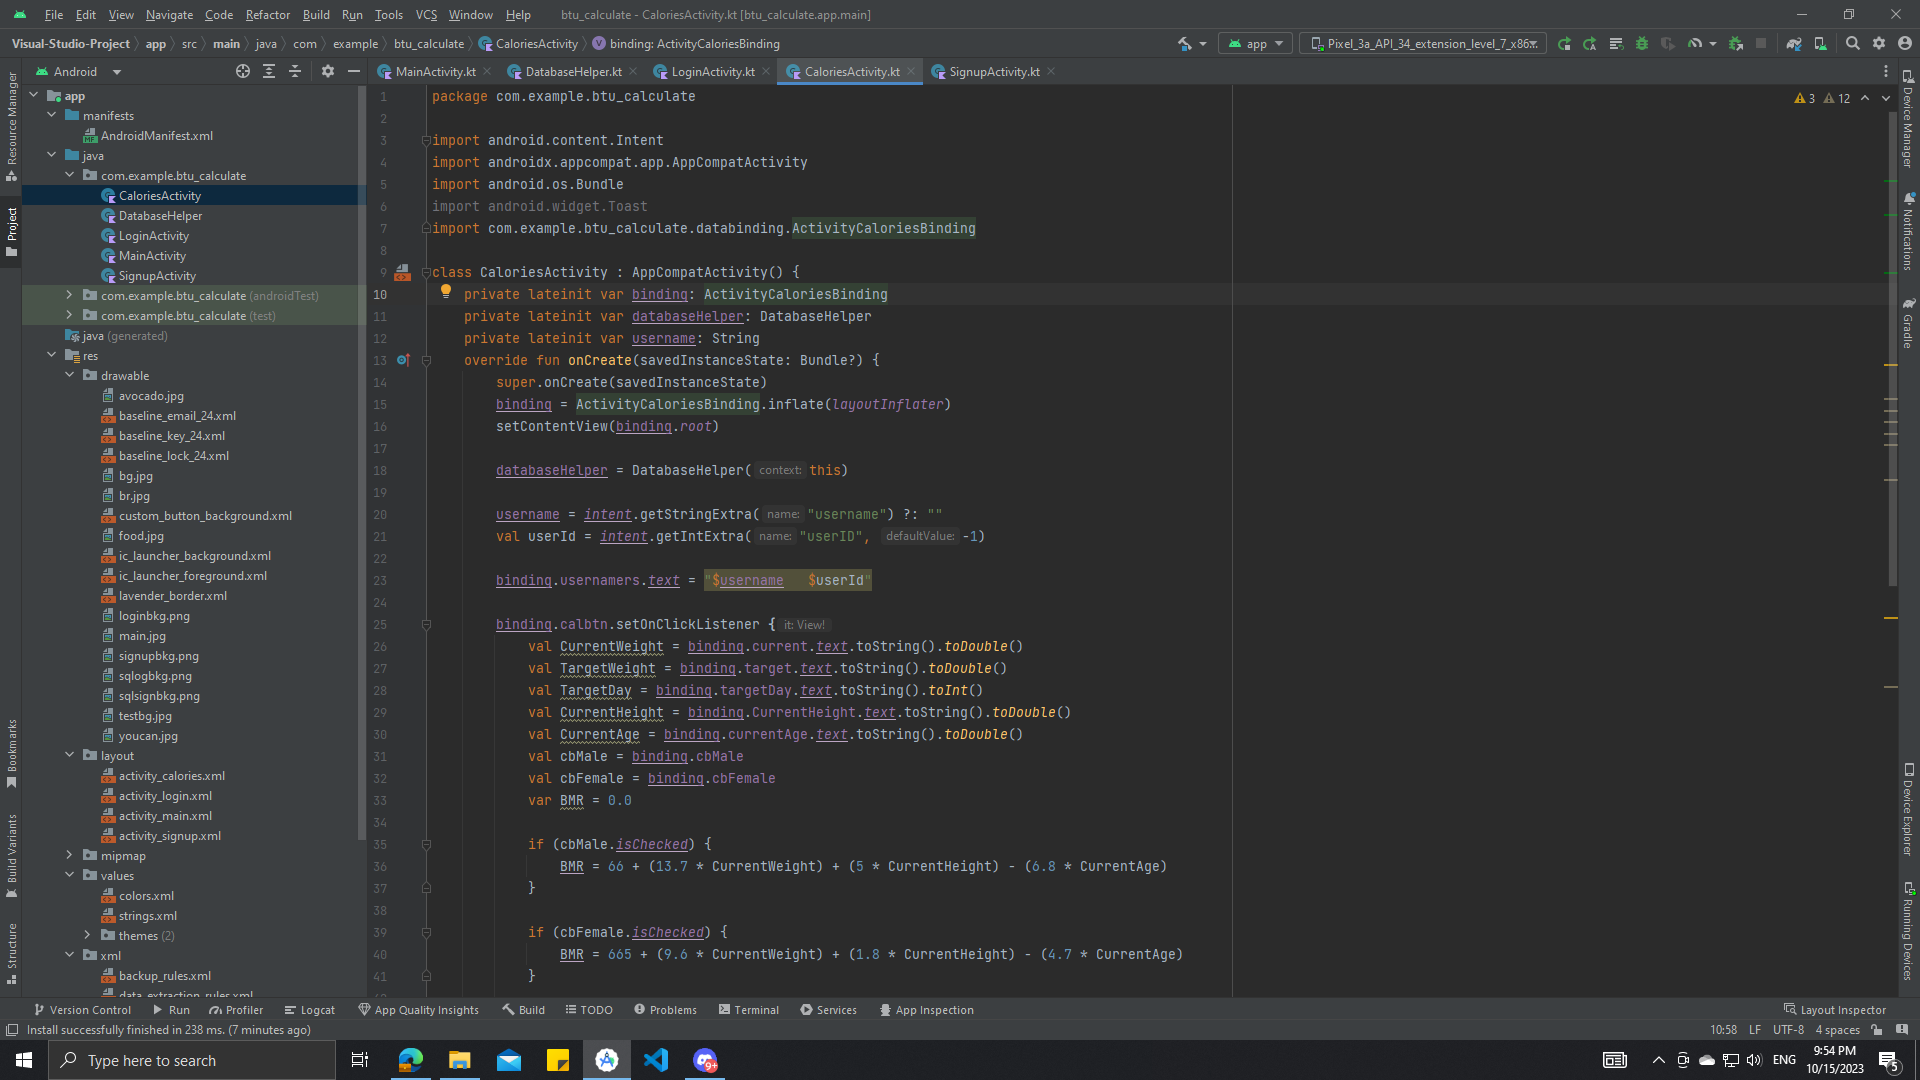 File Edit View Navigate Code Refactor Build Run Tools VCS Window Help btu_calculate - CaloriesActivity.kt [btu_calculate.app.main]
Visual-Studio-Project app src main java com example btu_calculate CaloriesActivity binding: ActivityCaloriesBinding app Pixel_3a_API_34_extension_level_7_x86...
Android MainActivity.kt DatabaseHelper.kt LoginActivity.kt CaloriesActivity.kt SignupActivity.kt
Resource Manager
Project
Bookmarks
Build Variants
Structure
app
manifests
AndroidManifest.xml
java
com.example.btu_calculate
CaloriesActivity
DatabaseHelper
LoginActivity
MainActivity
SignupActivity
com.example.btu_calculate (androidTest)
com.example.btu_calculate (test)
java (generated)
res
drawable
avocado.jpg
baseline_email_24.xml
baseline_key_24.xml
baseline_lock_24.xml
bg.jpg
br.jpg
custom_button_background.xml
food.jpg
ic_launcher_background.xml
ic_launcher_foreground.xml
lavender_border.xml
loginbkg.png
main.jpg
signupbkg.png
sqlogbkg.png
sqlsignbkg.png
testbg.jpg
youcan.jpg
layout
activity_calories.xml
activity_login.xml
activity_main.xml
activity_signup.xml
mipmap
values
colors.xml
strings.xml
themes (2)
xml
backup_rules.xml
data_extraction_rules.xml
3 12
1 package com.example.btu_calculate
2
3 import android.content.Intent
4 import androidx.appcompat.app.AppCompatActivity
5 import android.os.Bundle
6 import android.widget.Toast
7 import com.example.btu_calculate.databinding.ActivityCaloriesBinding
8
9 class CaloriesActivity : AppCompatActivity() {
10 private lateinit var binding: ActivityCaloriesBinding
11 private lateinit var databaseHelper: DatabaseHelper
12 private lateinit var username: String
13 override fun onCreate(savedInstanceState: Bundle?) {
14 super.onCreate(savedInstanceState)
15 binding = ActivityCaloriesBinding.inflate(layoutInflater)
16 setContentView(binding.root)
17
18 databaseHelper = DatabaseHelper( context: this)
19
20 username = intent.getStringExtra( name: "username") ?: ""
21 val userId = intent.getIntExtra( name: "userID", defaultValue: -1)
22
23 binding.usernamers.text = "$username   $userId"
24
25 binding.calbtn.setOnClickListener { it: View!
26 val CurrentWeight = binding.current.text.toString().toDouble()
27 val TargetWeight = binding.target.text.toString().toDouble()
28 val TargetDay = binding.targetDay.text.toString().toInt()
29 val CurrentHeight = binding.CurrentHeight.text.toString().toDouble()
30 val CurrentAge = binding.currentAge.text.toString().toDouble()
31 val cbMale = binding.cbMale
32 val cbFemale = binding.cbFemale
33 var BMR = 0.0
34
35 if (cbMale.isChecked) {
36 BMR = 66 + (13.7 * CurrentWeight) + (5 * CurrentHeight) - (6.8 * CurrentAge)
37 }
38
39 if (cbFemale.isChecked) {
40 BMR = 665 + (9.6 * CurrentWeight) + (1.8 * CurrentHeight) - (4.7 * CurrentAge)
41 }
Device Manager
Notifications
Gradle
Device Explorer
Running Devices
Version Control Run Profiler Logcat App Quality Insights Build TODO Problems Terminal Services App Inspection Layout Inspector
Install successfully finished in 238 ms. (7 minutes ago) 10:58 LF UTF-8 4 spaces
Type here to search 9+ ENG 9:54 PM 10/15/2023 5